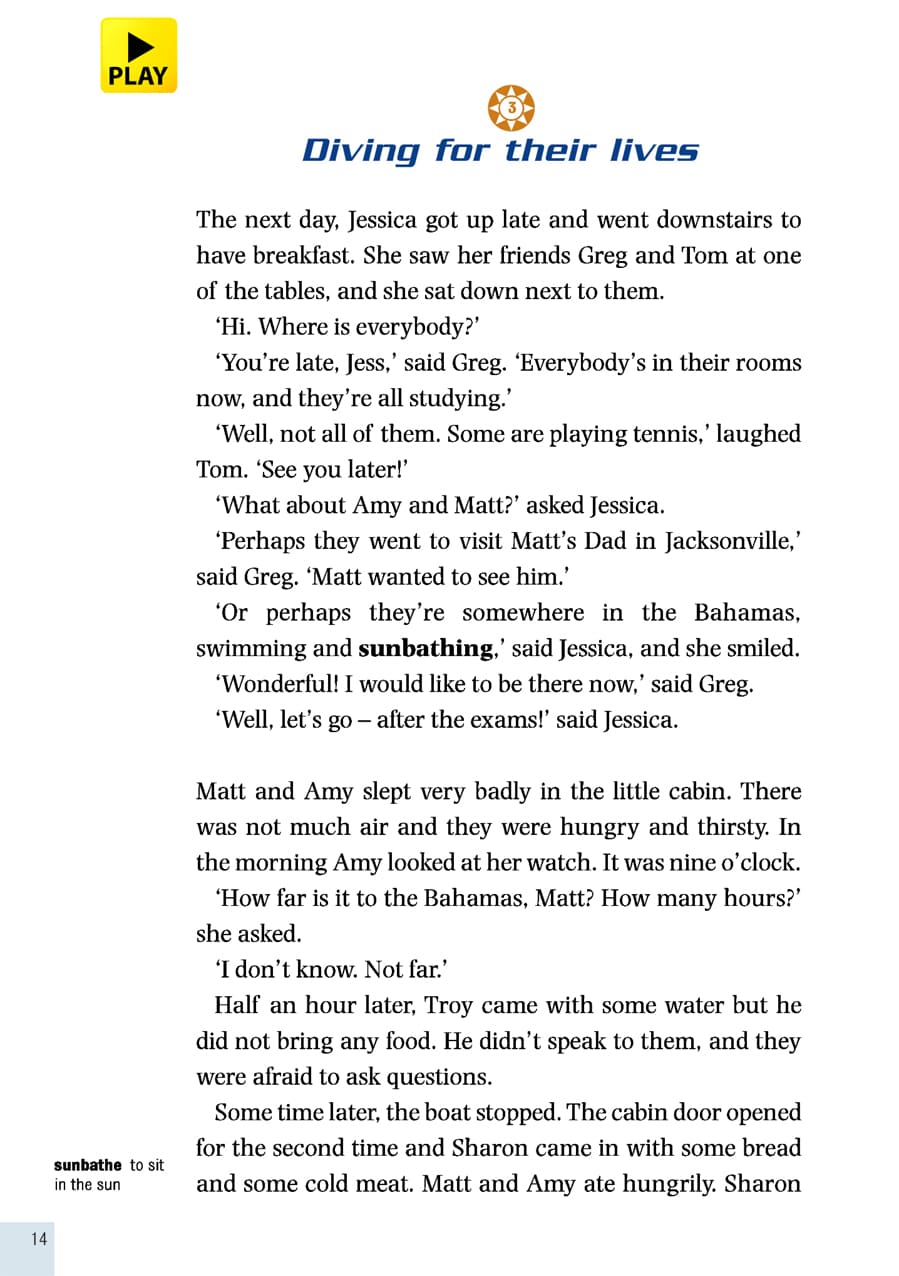 PLAY
3
Diving for their lives
The next day, Jessica got up late and went downstairs to
have breakfast. She saw her friends Greg and Tom at one
of the tables, and she sat down next to them.
‘Hi. Where is everybody?’
‘You’re late, Jess,’ said Greg. ‘Everybody’s in their rooms
now, and they’re all studying.’
‘Well, not all of them. Some are playing tennis,’ laughed
Tom. ‘See you later!’
‘What about Amy and Matt?’ asked Jessica.
‘Perhaps they went to visit Matt’s Dad in Jacksonville,’
said Greg. ‘Matt wanted to see him.’
‘Or perhaps they’re somewhere in the Bahamas,
swimming and sunbathing,’ said Jessica, and she smiled.
‘Wonderful! I would like to be there now,’ said Greg.
‘Well, let’s go – after the exams!’ said Jessica.
Matt and Amy slept very badly in the little cabin. There
was not much air and they were hungry and thirsty. In
the morning Amy looked at her watch. It was nine o’clock.
‘How far is it to the Bahamas, Matt? How many hours?’
she asked.
‘I don’t know. Not far.’
Half an hour later, Troy came with some water but he
did not bring any food. He didn’t speak to them, and they
were afraid to ask questions.
Some time later, the boat stopped. The cabin door opened
for the second time and Sharon came in with some bread
and some cold meat. Matt and Amy ate hungrily. Sharon
sunbathe to sit
in the sun
14